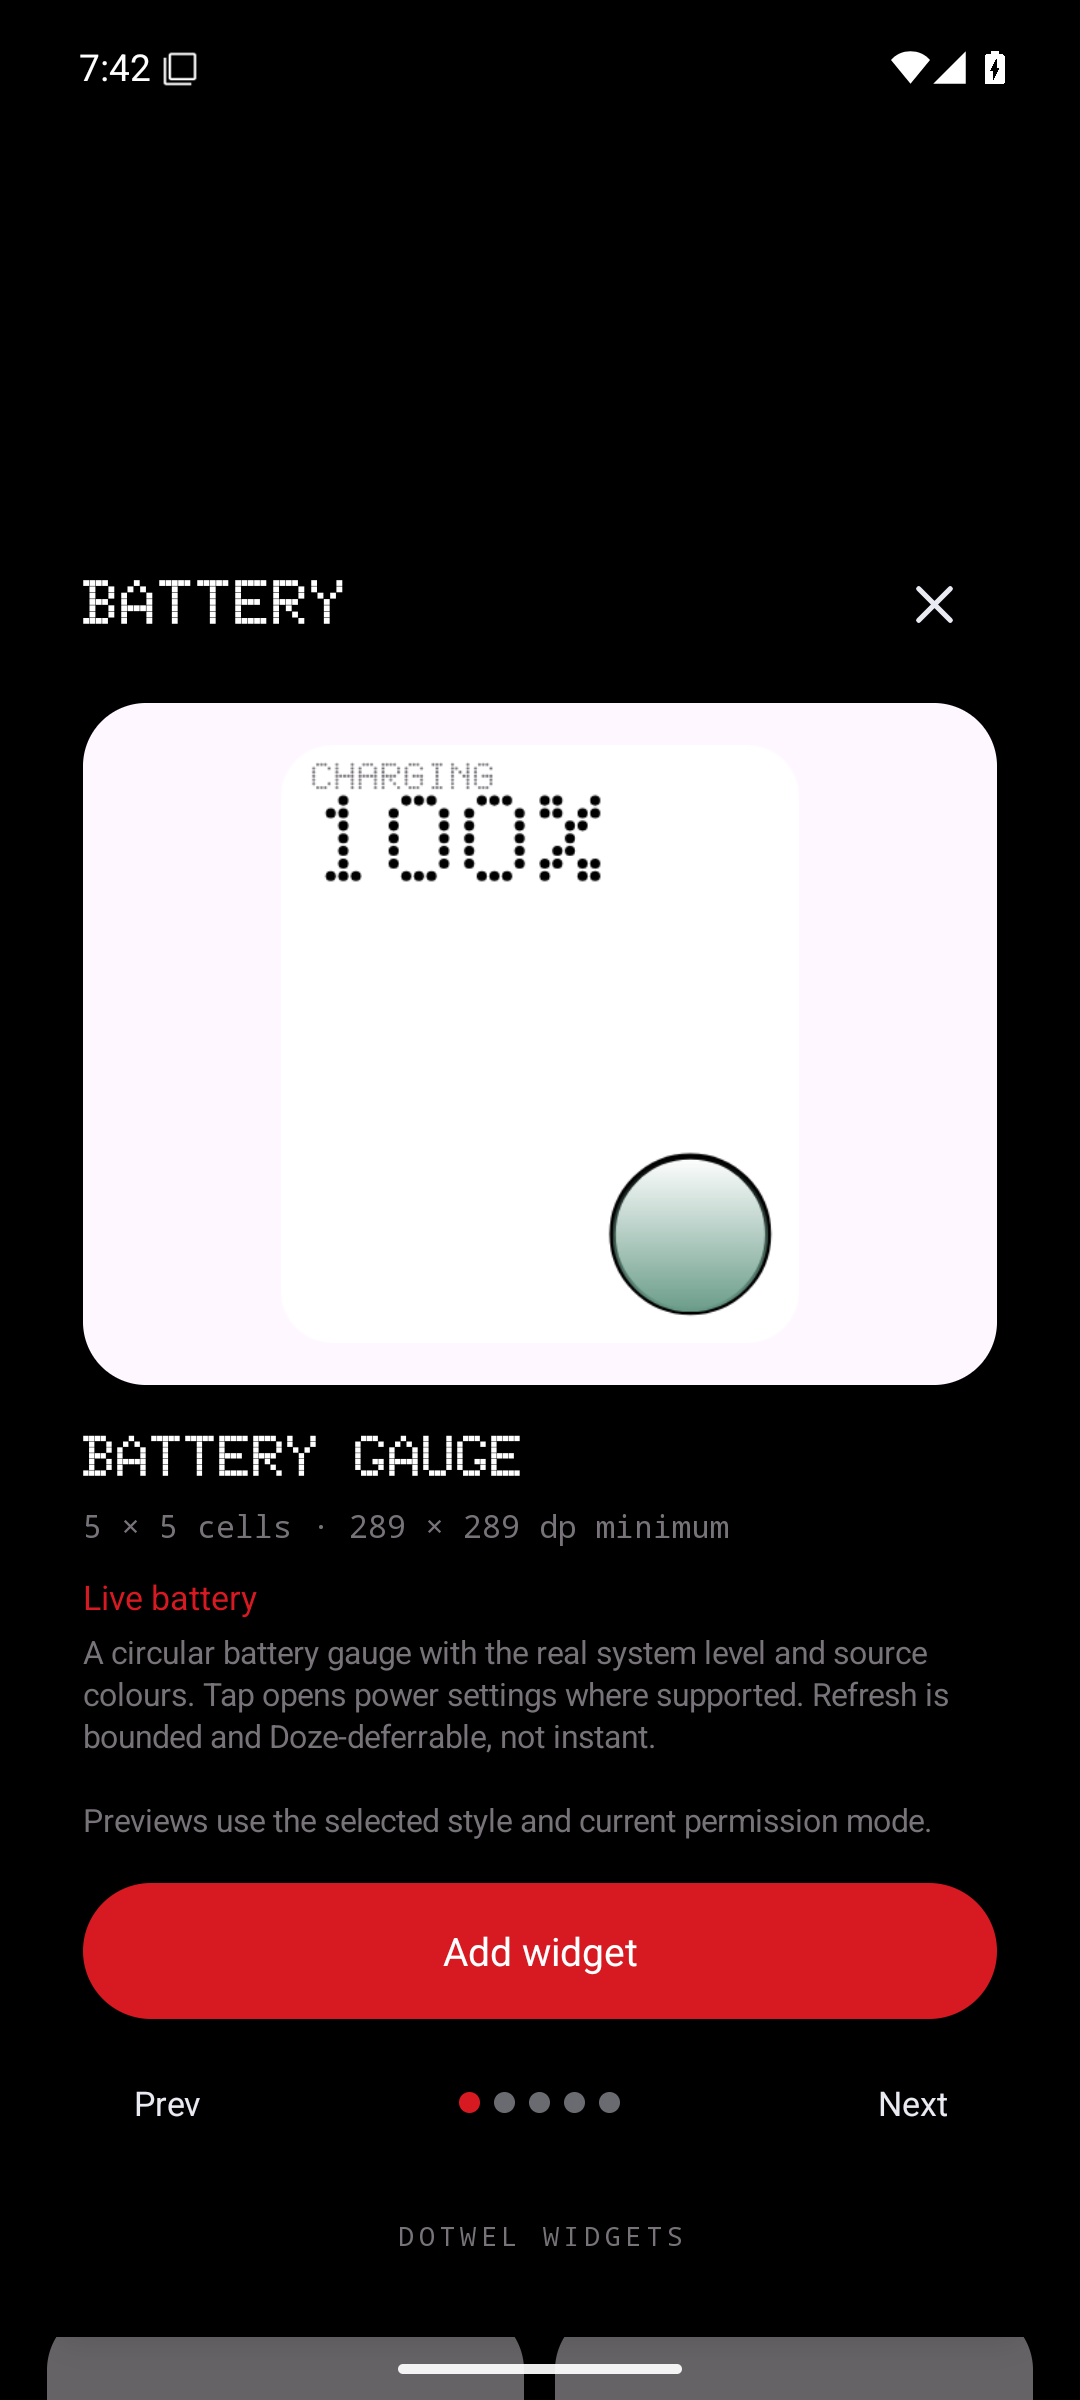 7:42
BATTERY
CHARGING
100%
BATTERY GAUGE
5 × 5 cells · 289 × 289 dp minimum
Live battery
A circular battery gauge with the real system level and source
colours. Tap opens power settings where supported. Refresh is
bounded and Doze-deferrable, not instant.
Previews use the selected style and current permission mode.
Add widget
Prev
Next
DOTWEL WIDGETS